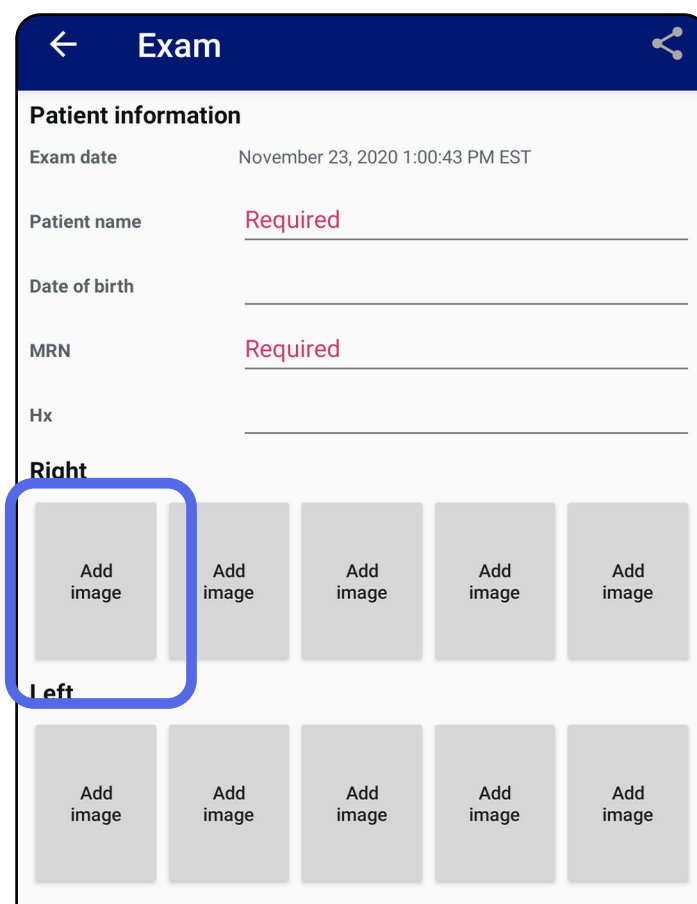 Exam
Patient information
Exam date November 23, 2020 1:00:43 PM EST
Patient name Required
Date of birth
MRN Required
Hx
Right
Add image Add image Add image Add image Add image
Left
Add image Add image Add image Add image Add image